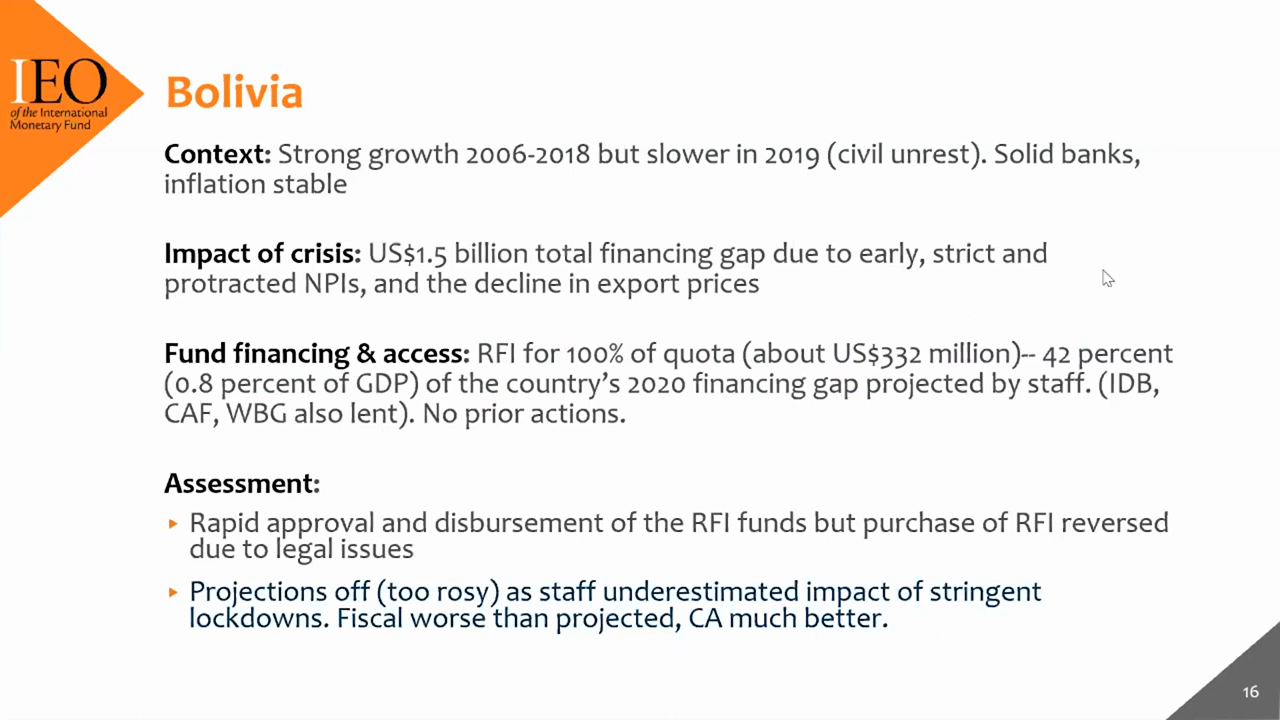 IEO
of the International
Monetary Fund
Bolivia
Context: Strong growth 2006-2018 but slower in 2019 (civil unrest). Solid banks,
inflation stable
Impact of crisis: US$1.5 billion total financing gap due to early, strict and
protracted NPIs, and the decline in export prices
Fund financing & access: RFI for 100% of quota (about US$332 million)-- 42 percent
(0.8 percent of GDP) of the country’s 2020 financing gap projected by staff. (IDB,
CAF, WBG also lent). No prior actions.
Assessment:
▸ Rapid approval and disbursement of the RFI funds but purchase of RFI reversed
due to legal issues
▸ Projections off (too rosy) as staff underestimated impact of stringent
lockdowns. Fiscal worse than projected, CA much better.
16